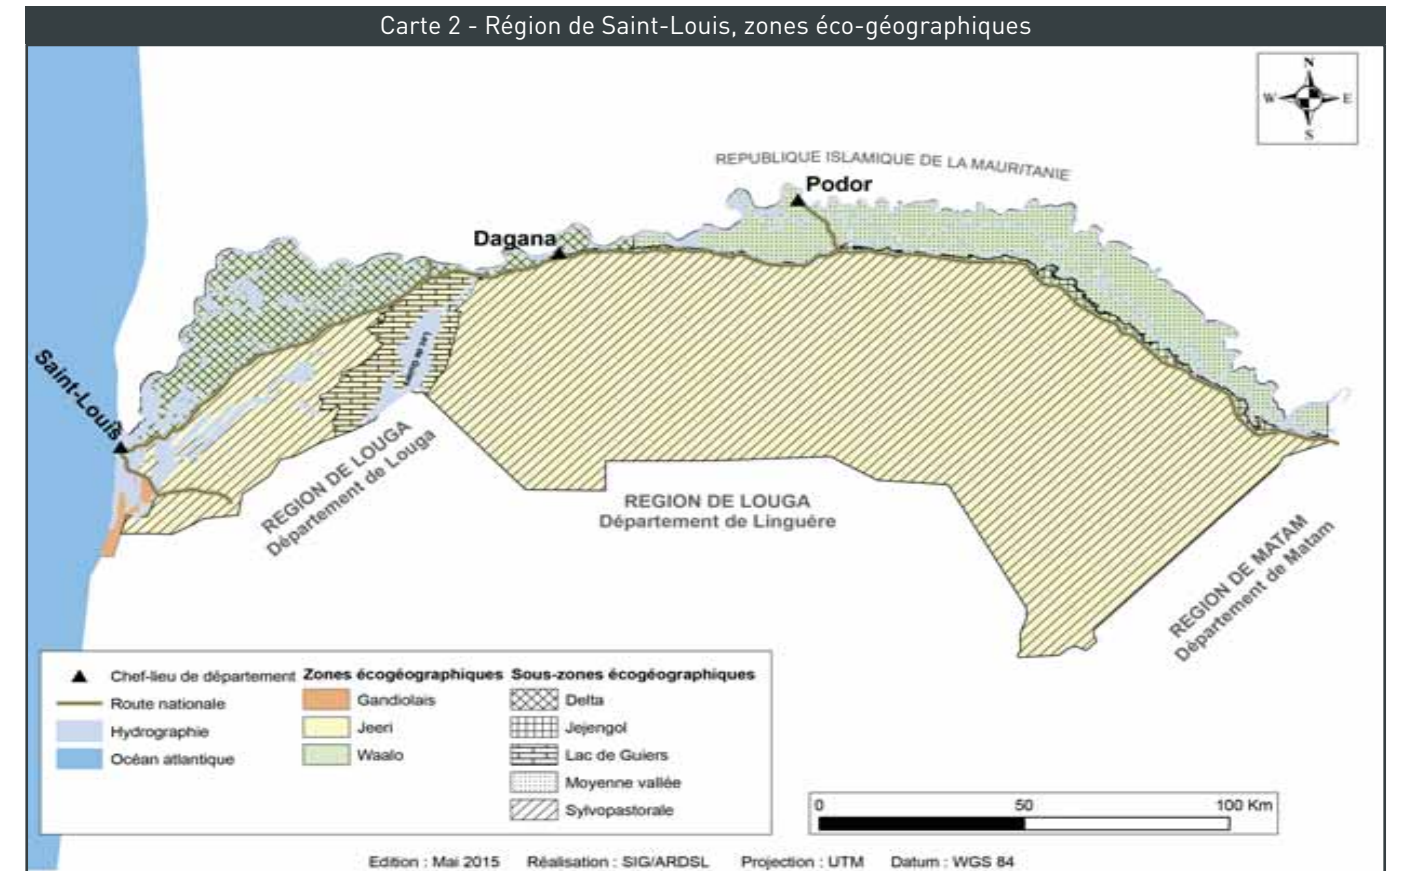 Carte 2 - Région de Saint-Louis, zones éco-géographiques
N
W E
S
REPUBLIQUE ISLAMIQUE DE LA MAURITANIE
Podor
Dagana
Saint-Louis
Lac de Guiers
REGION DE LOUGA
Département de Louga
REGION DE LOUGA
Département de Linguère
REGION DE MATAM
Département de Matam
Chef-lieu de département
Route nationale
Hydrographie
Océan atlantique
Zones écogéographiques
Gandiolais
Jeeri
Waalo
Sous-zones écogéographiques
Delta
Jejengol
Lac de Guiers
Moyenne vallée
Sylvopastorale
0 50 100 Km
Edition : Mai 2015 Réalisation : SIG/ARDSL Projection : UTM Datum : WGS 84